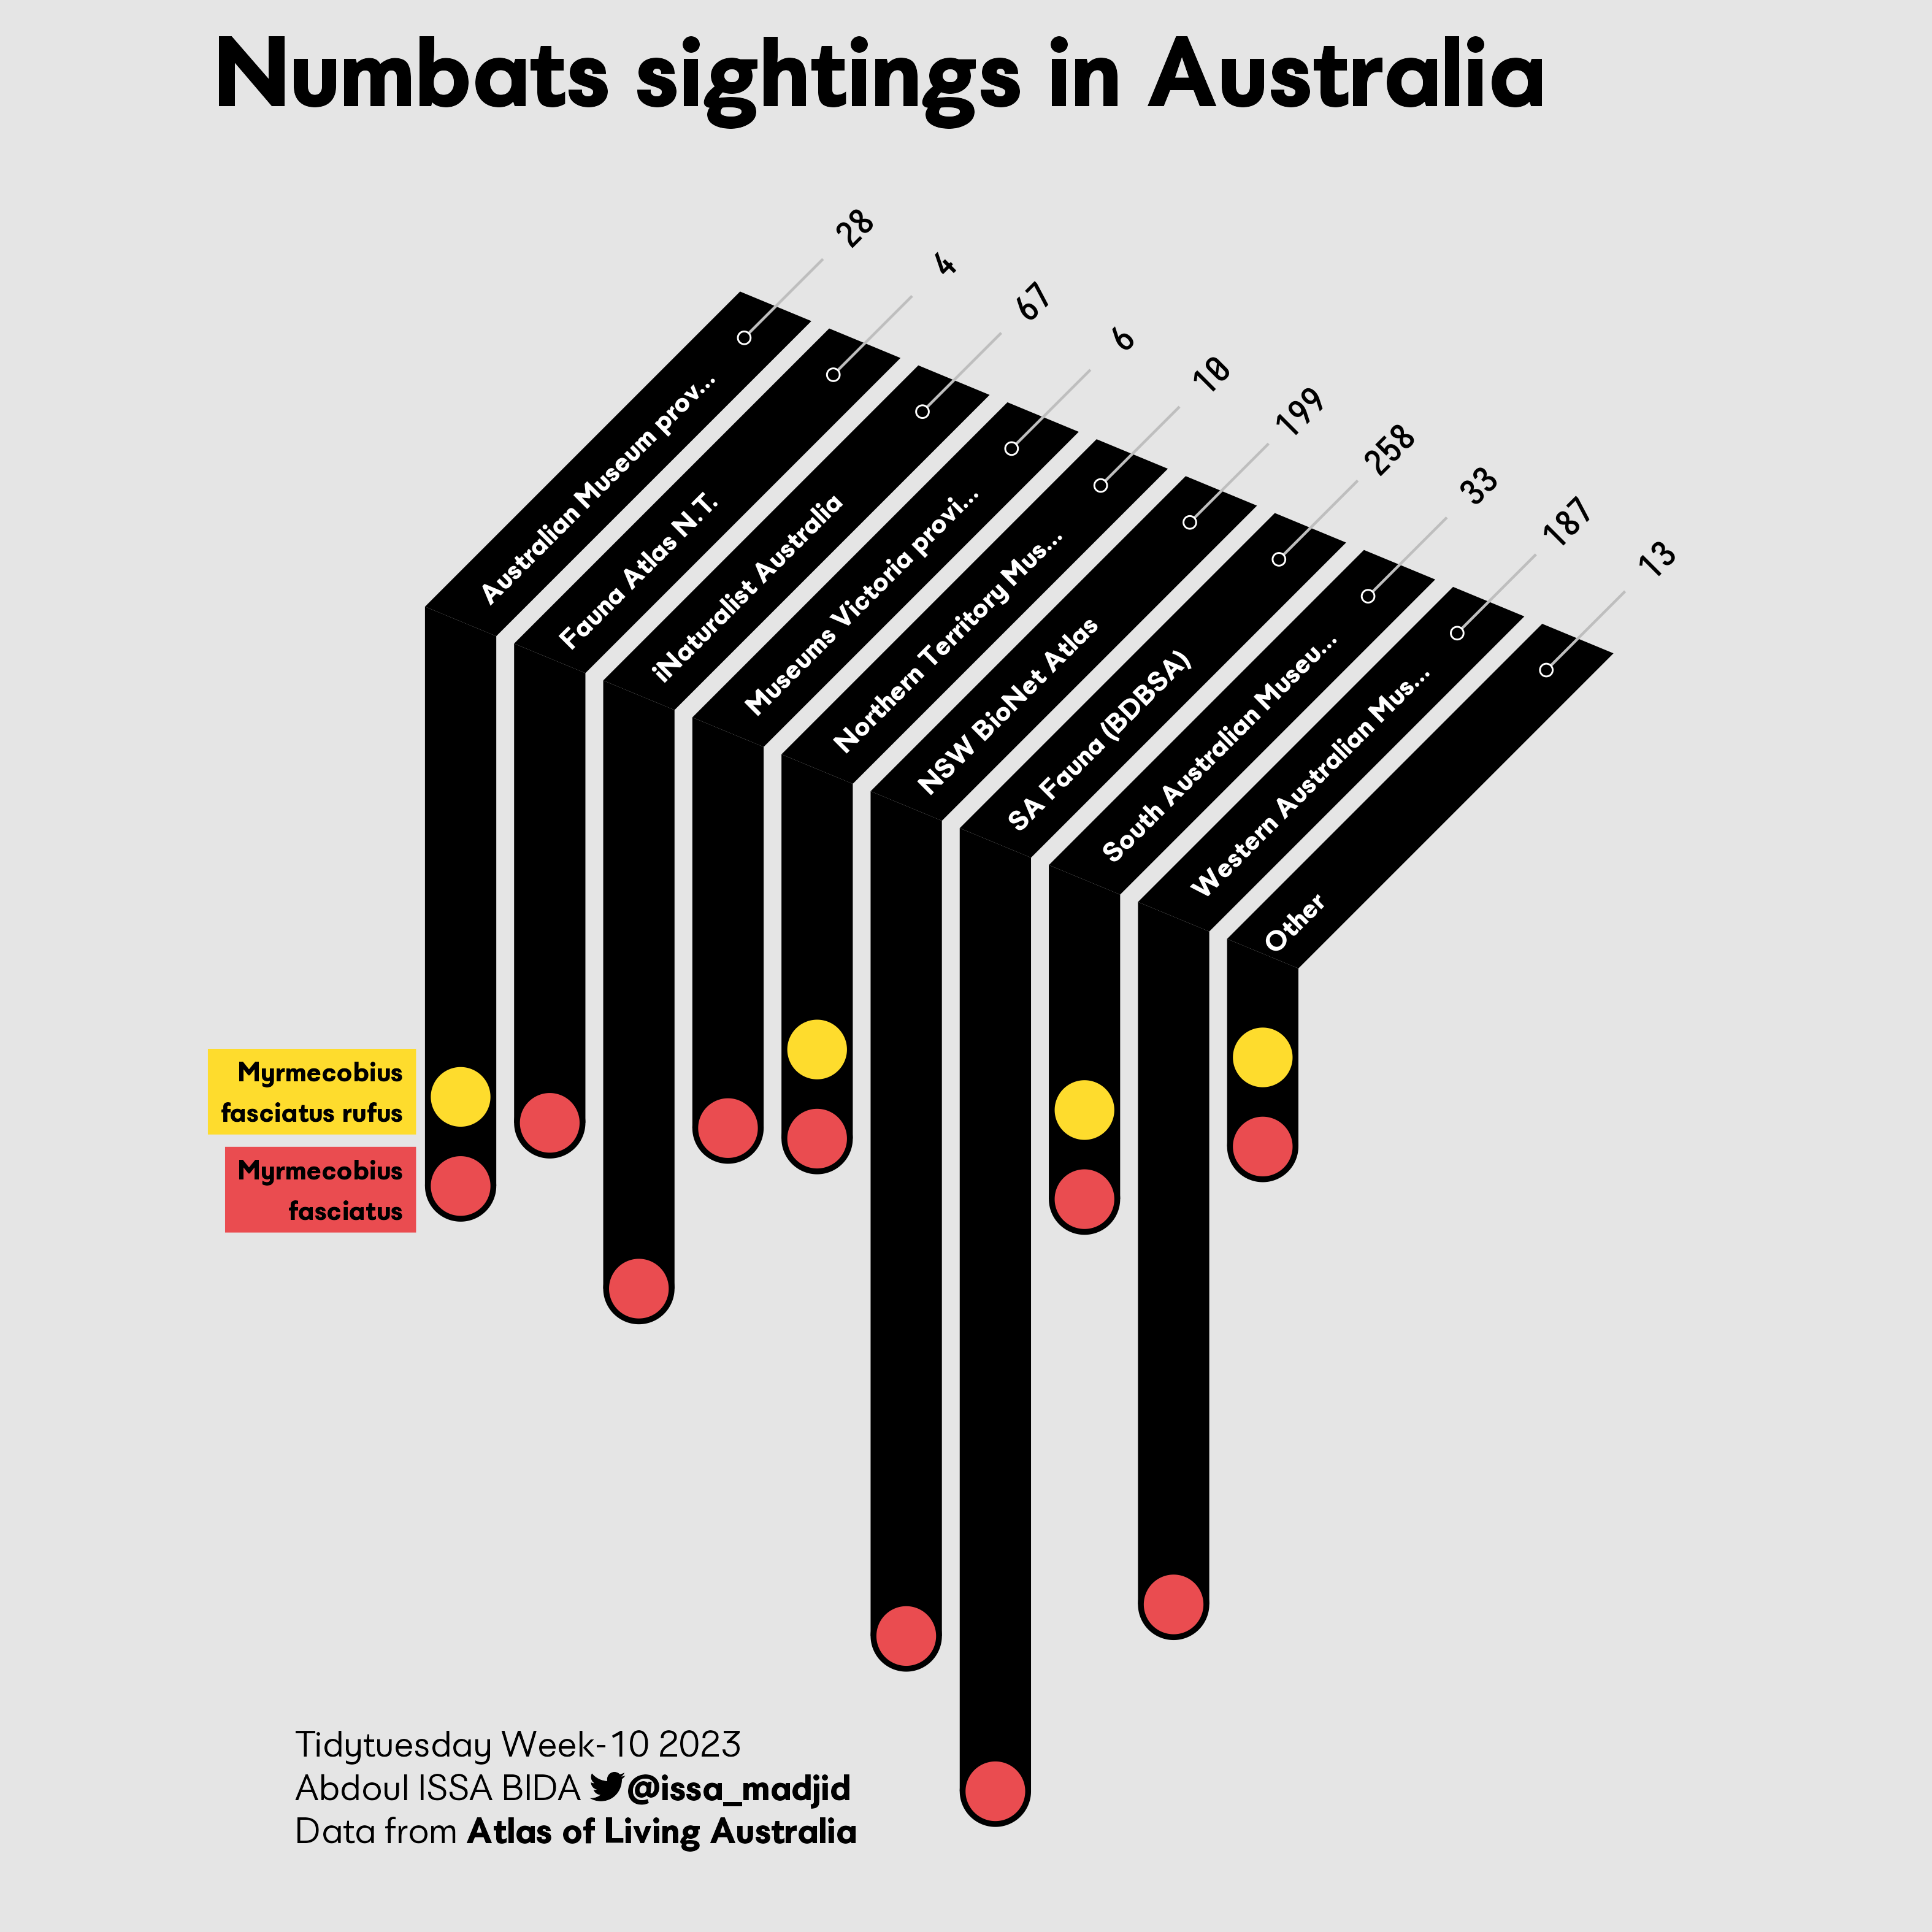 Numbats sightings in Australia
28
4
67
6
10
199
258
33
187
13
Australian Museum prov...
Fauna Atlas N.T.
iNaturalist Australia
Museums Victoria provi...
Northern Territory Mus...
NSW BioNet Atlas
SA Fauna (BDBSA)
South Australian Museu...
Western Australian Mus...
Other
Myrmecobius
fasciatus rufus
Myrmecobius
fasciatus
Tidytuesday Week-10 2023
Abdoul ISSA BIDA @issa_madjid
Data from Atlas of Living Australia